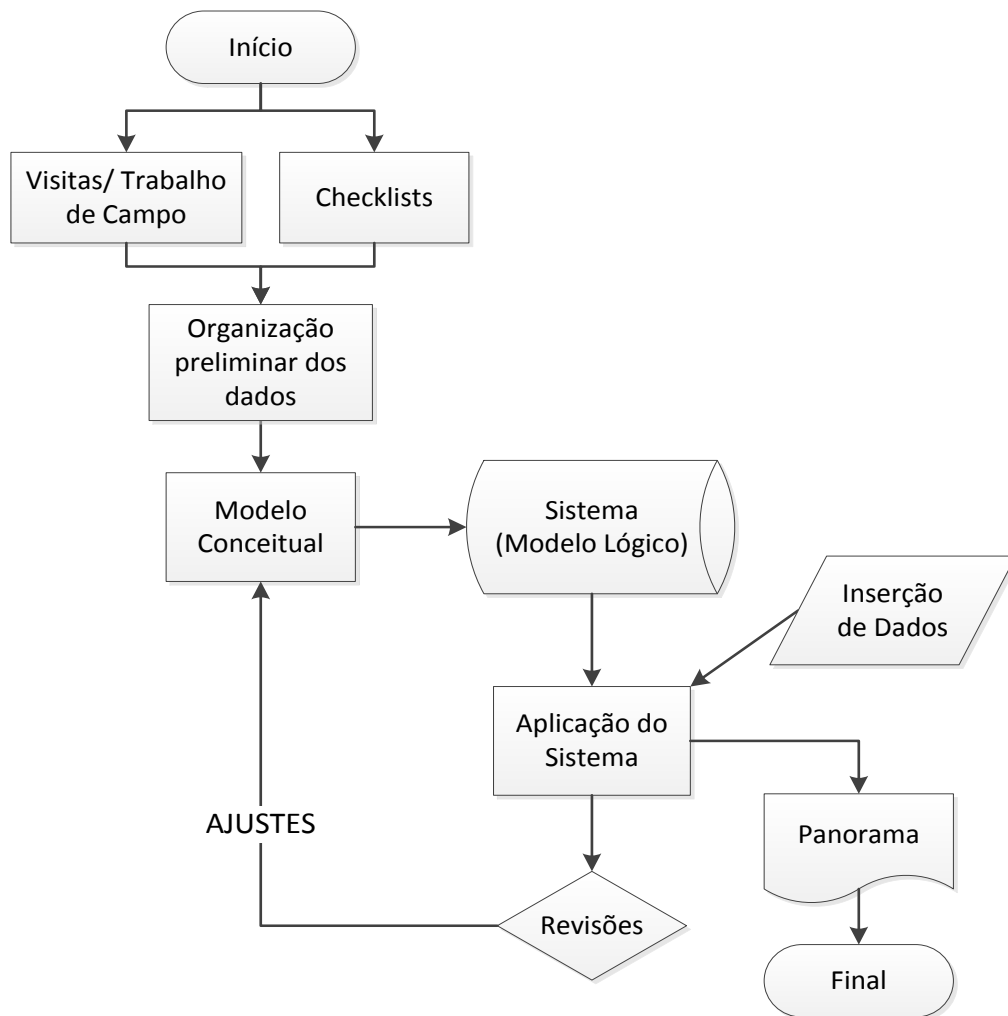 Início
Visitas/ Trabalho
de Campo
Checklists
Organização
preliminar dos
dados
Modelo
Conceitual
Sistema
(Modelo Lógico)
Inserção
de Dados
Aplicação do
Sistema
AJUSTES
Panorama
Revisões
Final